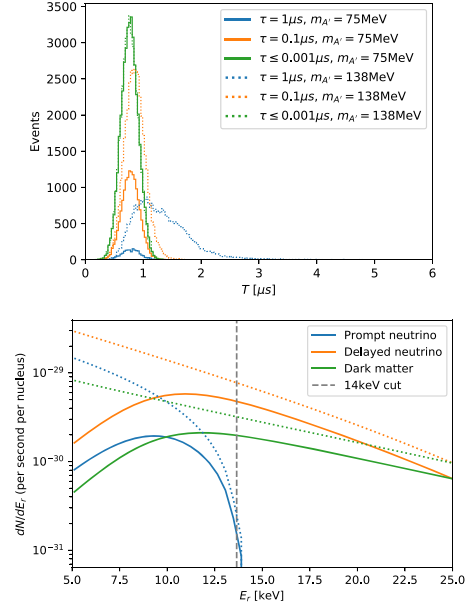 τ = 1μs, m_A' = 75MeV
τ = 0.1μs, m_A' = 75MeV
τ ≤ 0.001μs, m_A' = 75MeV
τ = 1μs, m_A' = 138MeV
τ = 0.1μs, m_A' = 138MeV
τ ≤ 0.001μs, m_A' = 138MeV
Events
3500
3000
2500
2000
1500
1000
500
0
0 1 2 3 4 5 6
T [μs]
Prompt neutrino
Delayed neutrino
Dark matter
14keV cut
dN/dE_r (per second per nucleus)
10⁻²⁹
10⁻³⁰
10⁻³¹
5.0 7.5 10.0 12.5 15.0 17.5 20.0 22.5 25.0
E_r [keV]